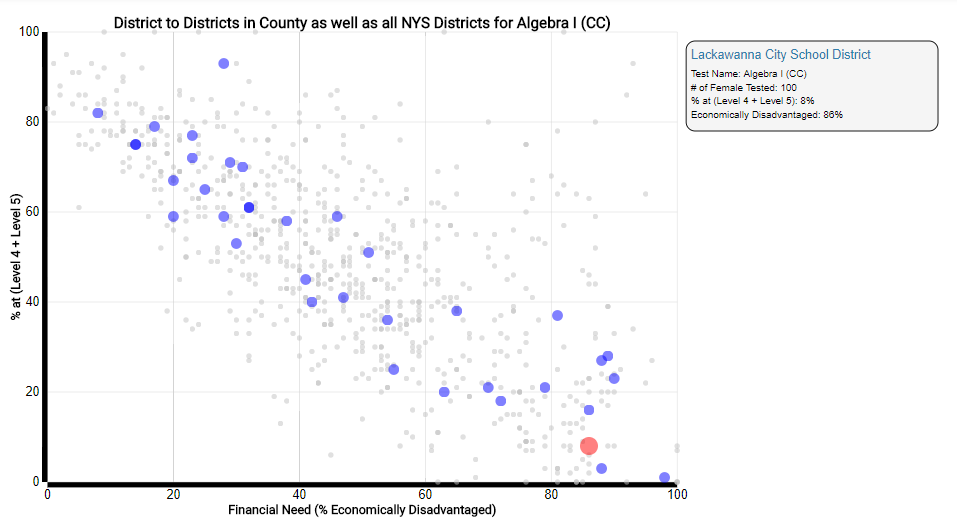 District to Districts in County as well as all NYS Districts for Algebra I (CC)
100
80
60
40
20
0
% at (Level 4 + Level 5)
0 20 40 60 80 100
Financial Need (% Economically Disadvantaged)
Lackawanna City School District
Test Name: Algebra I (CC)
# of Female Tested: 100
% at (Level 4 + Level 5): 8%
Economically Disadvantaged: 86%